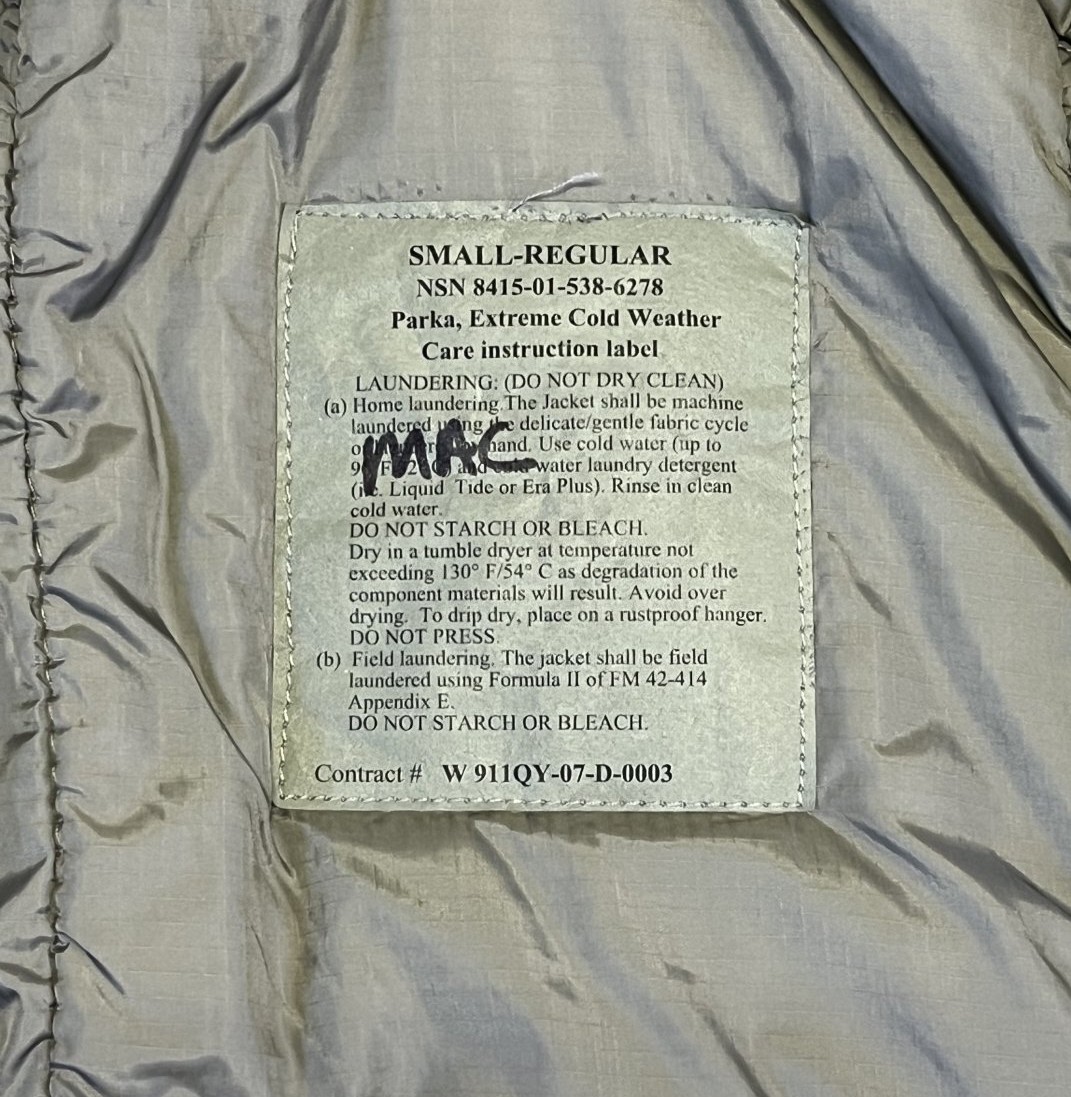 SMALL-REGULAR
NSN 8415-01-538-6278
Parka, Extreme Cold Weather
Care instruction label
LAUNDERING: (DO NOT DRY CLEAN)
(a) Home laundering. The Jacket shall be machine
laundered using the delicate/gentle fabric cycle
hand. Use cold water (up to
MAC
and water laundry detergent
(i.e. Liquid Tide or Era Plus). Rinse in clean
cold water.
DO NOT STARCH OR BLEACH.
Dry in a tumble dryer at temperature not
exceeding 130° F/54° C as degradation of the
component materials will result. Avoid over
drying. To drip dry, place on a rustproof hanger.
DO NOT PRESS.
(b) Field laundering. The jacket shall be field
laundered using Formula II of FM 42-414
Appendix E.
DO NOT STARCH OR BLEACH.
Contract # W 911QY-07-D-0003